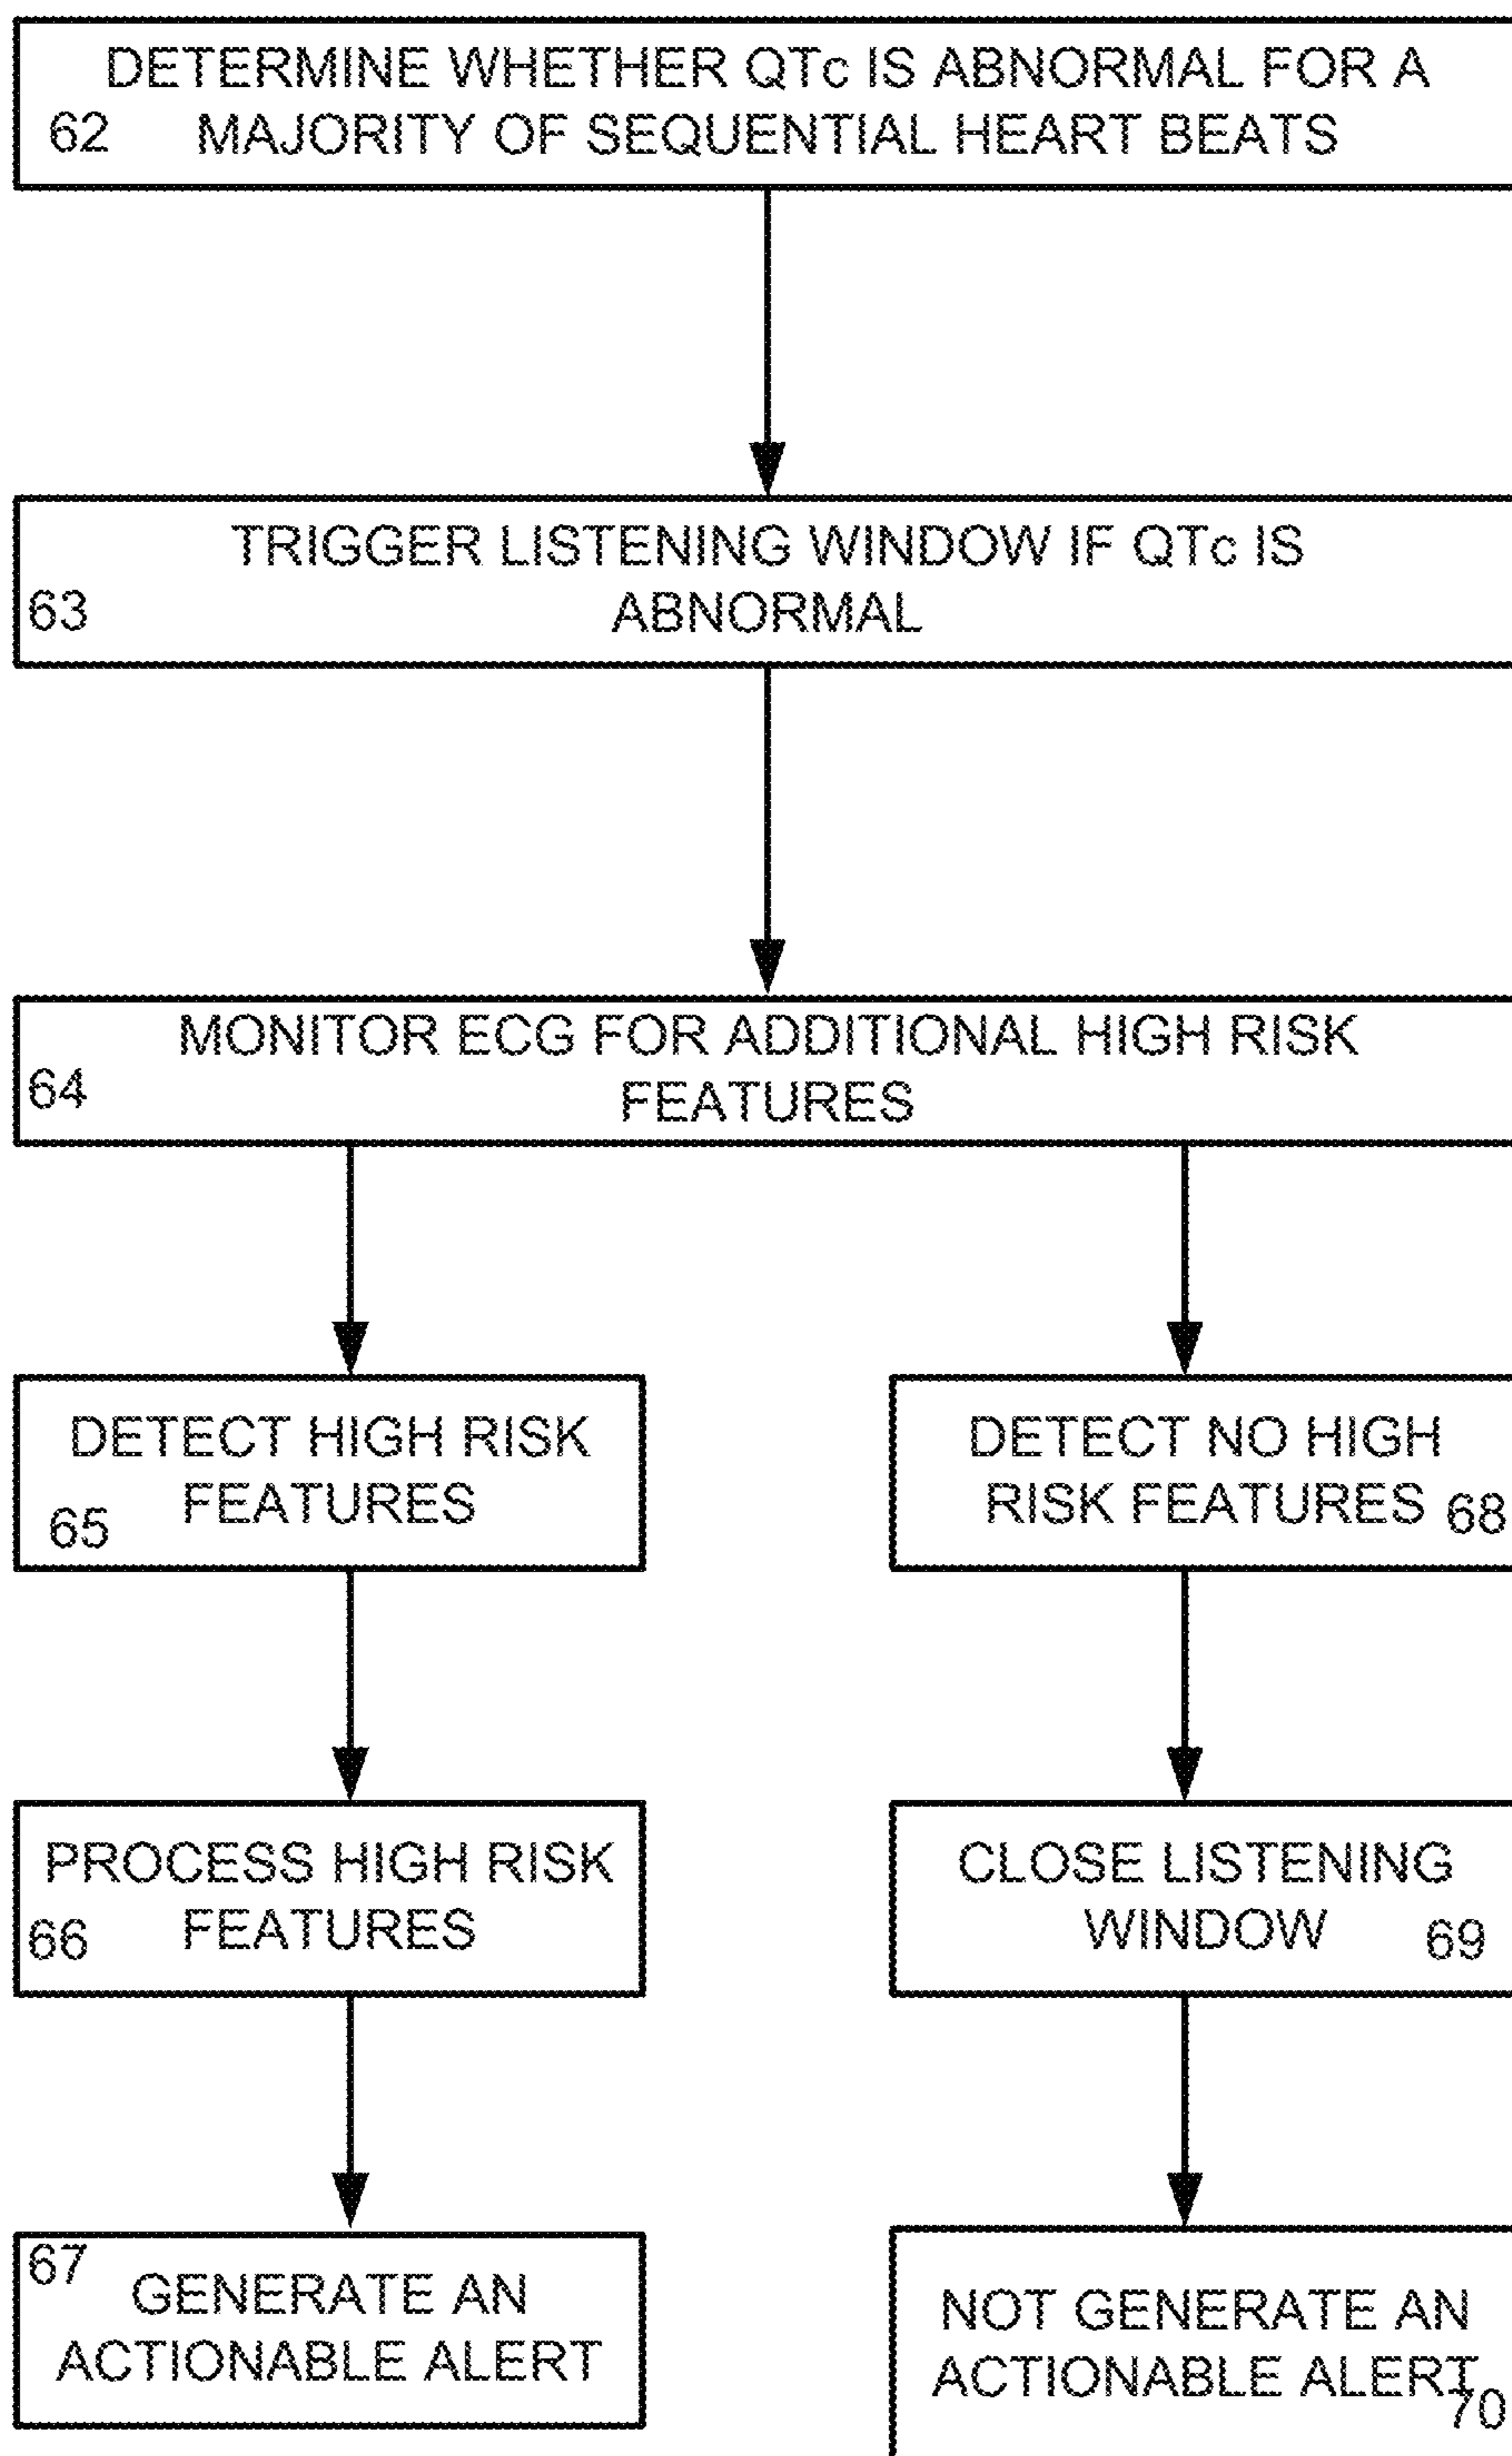 DETERMINE WHETHER QTc IS ABNORMAL FOR A
62 MAJORITY OF SEQUENTIAL HEART BEATS
TRIGGER LISTENING WINDOW IF QTc IS
63 ABNORMAL
MONITOR ECG FOR ADDITIONAL HIGH RISK
64 FEATURES
DETECT HIGH RISK
FEATURES
65
DETECT NO HIGH
RISK FEATURES 68
PROCESS HIGH RISK
66 FEATURES
CLOSE LISTENING
WINDOW 69
67
GENERATE AN
ACTIONABLE ALERT
NOT GENERATE AN
ACTIONABLE ALERT
70